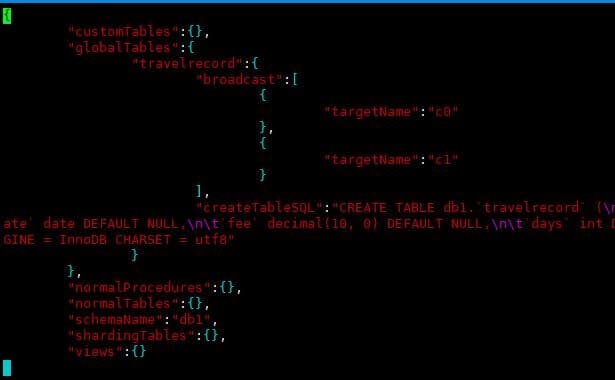 {
"customTables":{},
"globalTables":{
"travelrecord":{
"broadcast":[
{
"targetName":"c0"
},
{
"targetName":"c1"
}
],
"createTableSQL":"CREATE TABLE db1.`travelrecord` (\n
ate` date DEFAULT NULL,\n\t`fee` decimal(10, 0) DEFAULT NULL,\n\t`days` int
GINE = InnoDB CHARSET = utf8"
}
},
"normalProcedures":{},
"normalTables":{},
"schemaName":"db1",
"shardingTables":{},
"views":{}